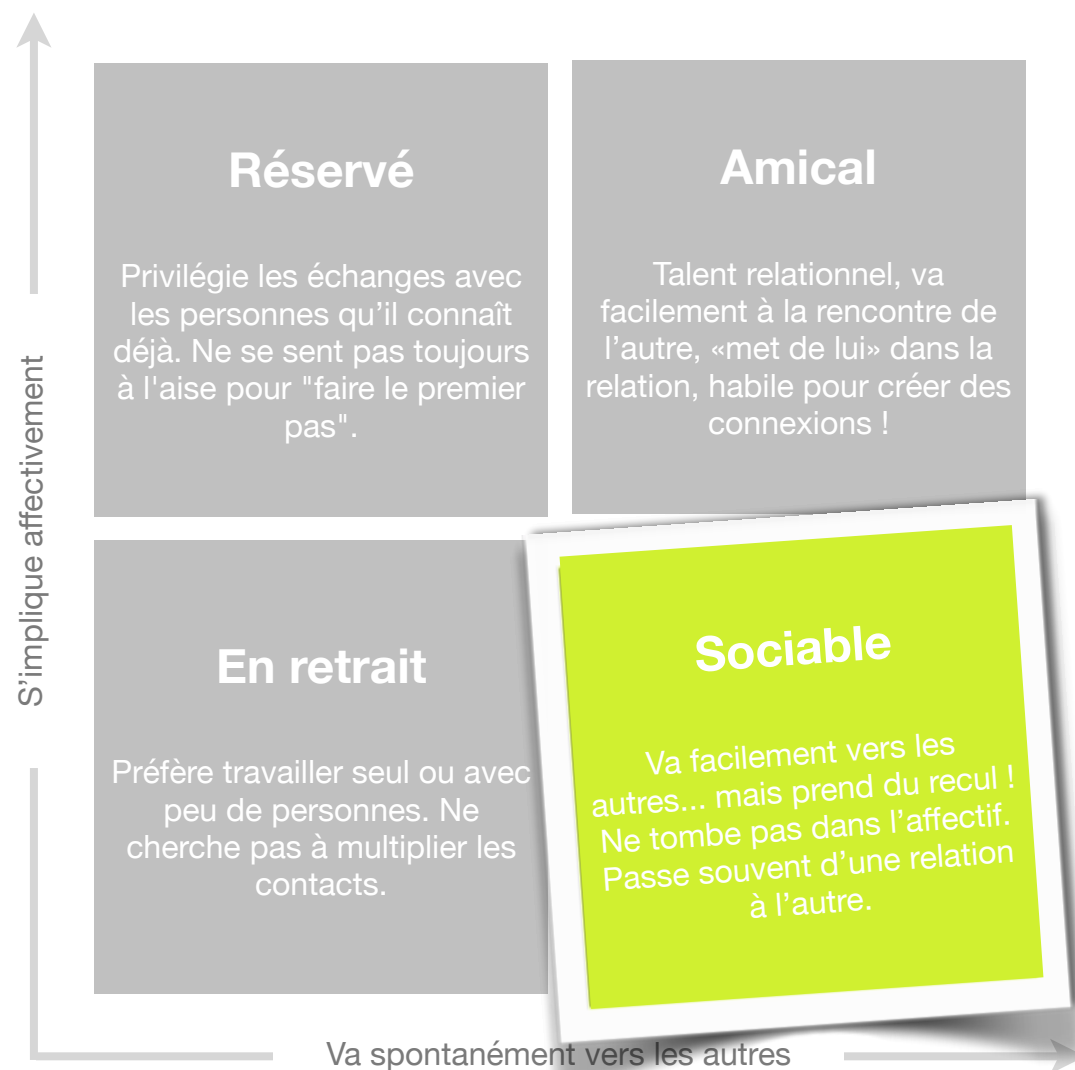 Réservé
Privilégie les échanges avec
les personnes qu’il connaît
déjà. Ne se sent pas toujours
à l'aise pour "faire le premier
pas".
Amical
Talent relationnel, va
facilement à la rencontre de
l’autre, «met de lui» dans la
relation, habile pour créer des
connexions !
S’implique affectivement
En retrait
Préfère travailler seul ou avec
peu de personnes. Ne
cherche pas à multiplier les
contacts.
Sociable
Va facilement vers les
autres... mais prend du recul !
Ne tombe pas dans l’affectif.
Passe souvent d’une relation
à l’autre.
Va spontanément vers les autres